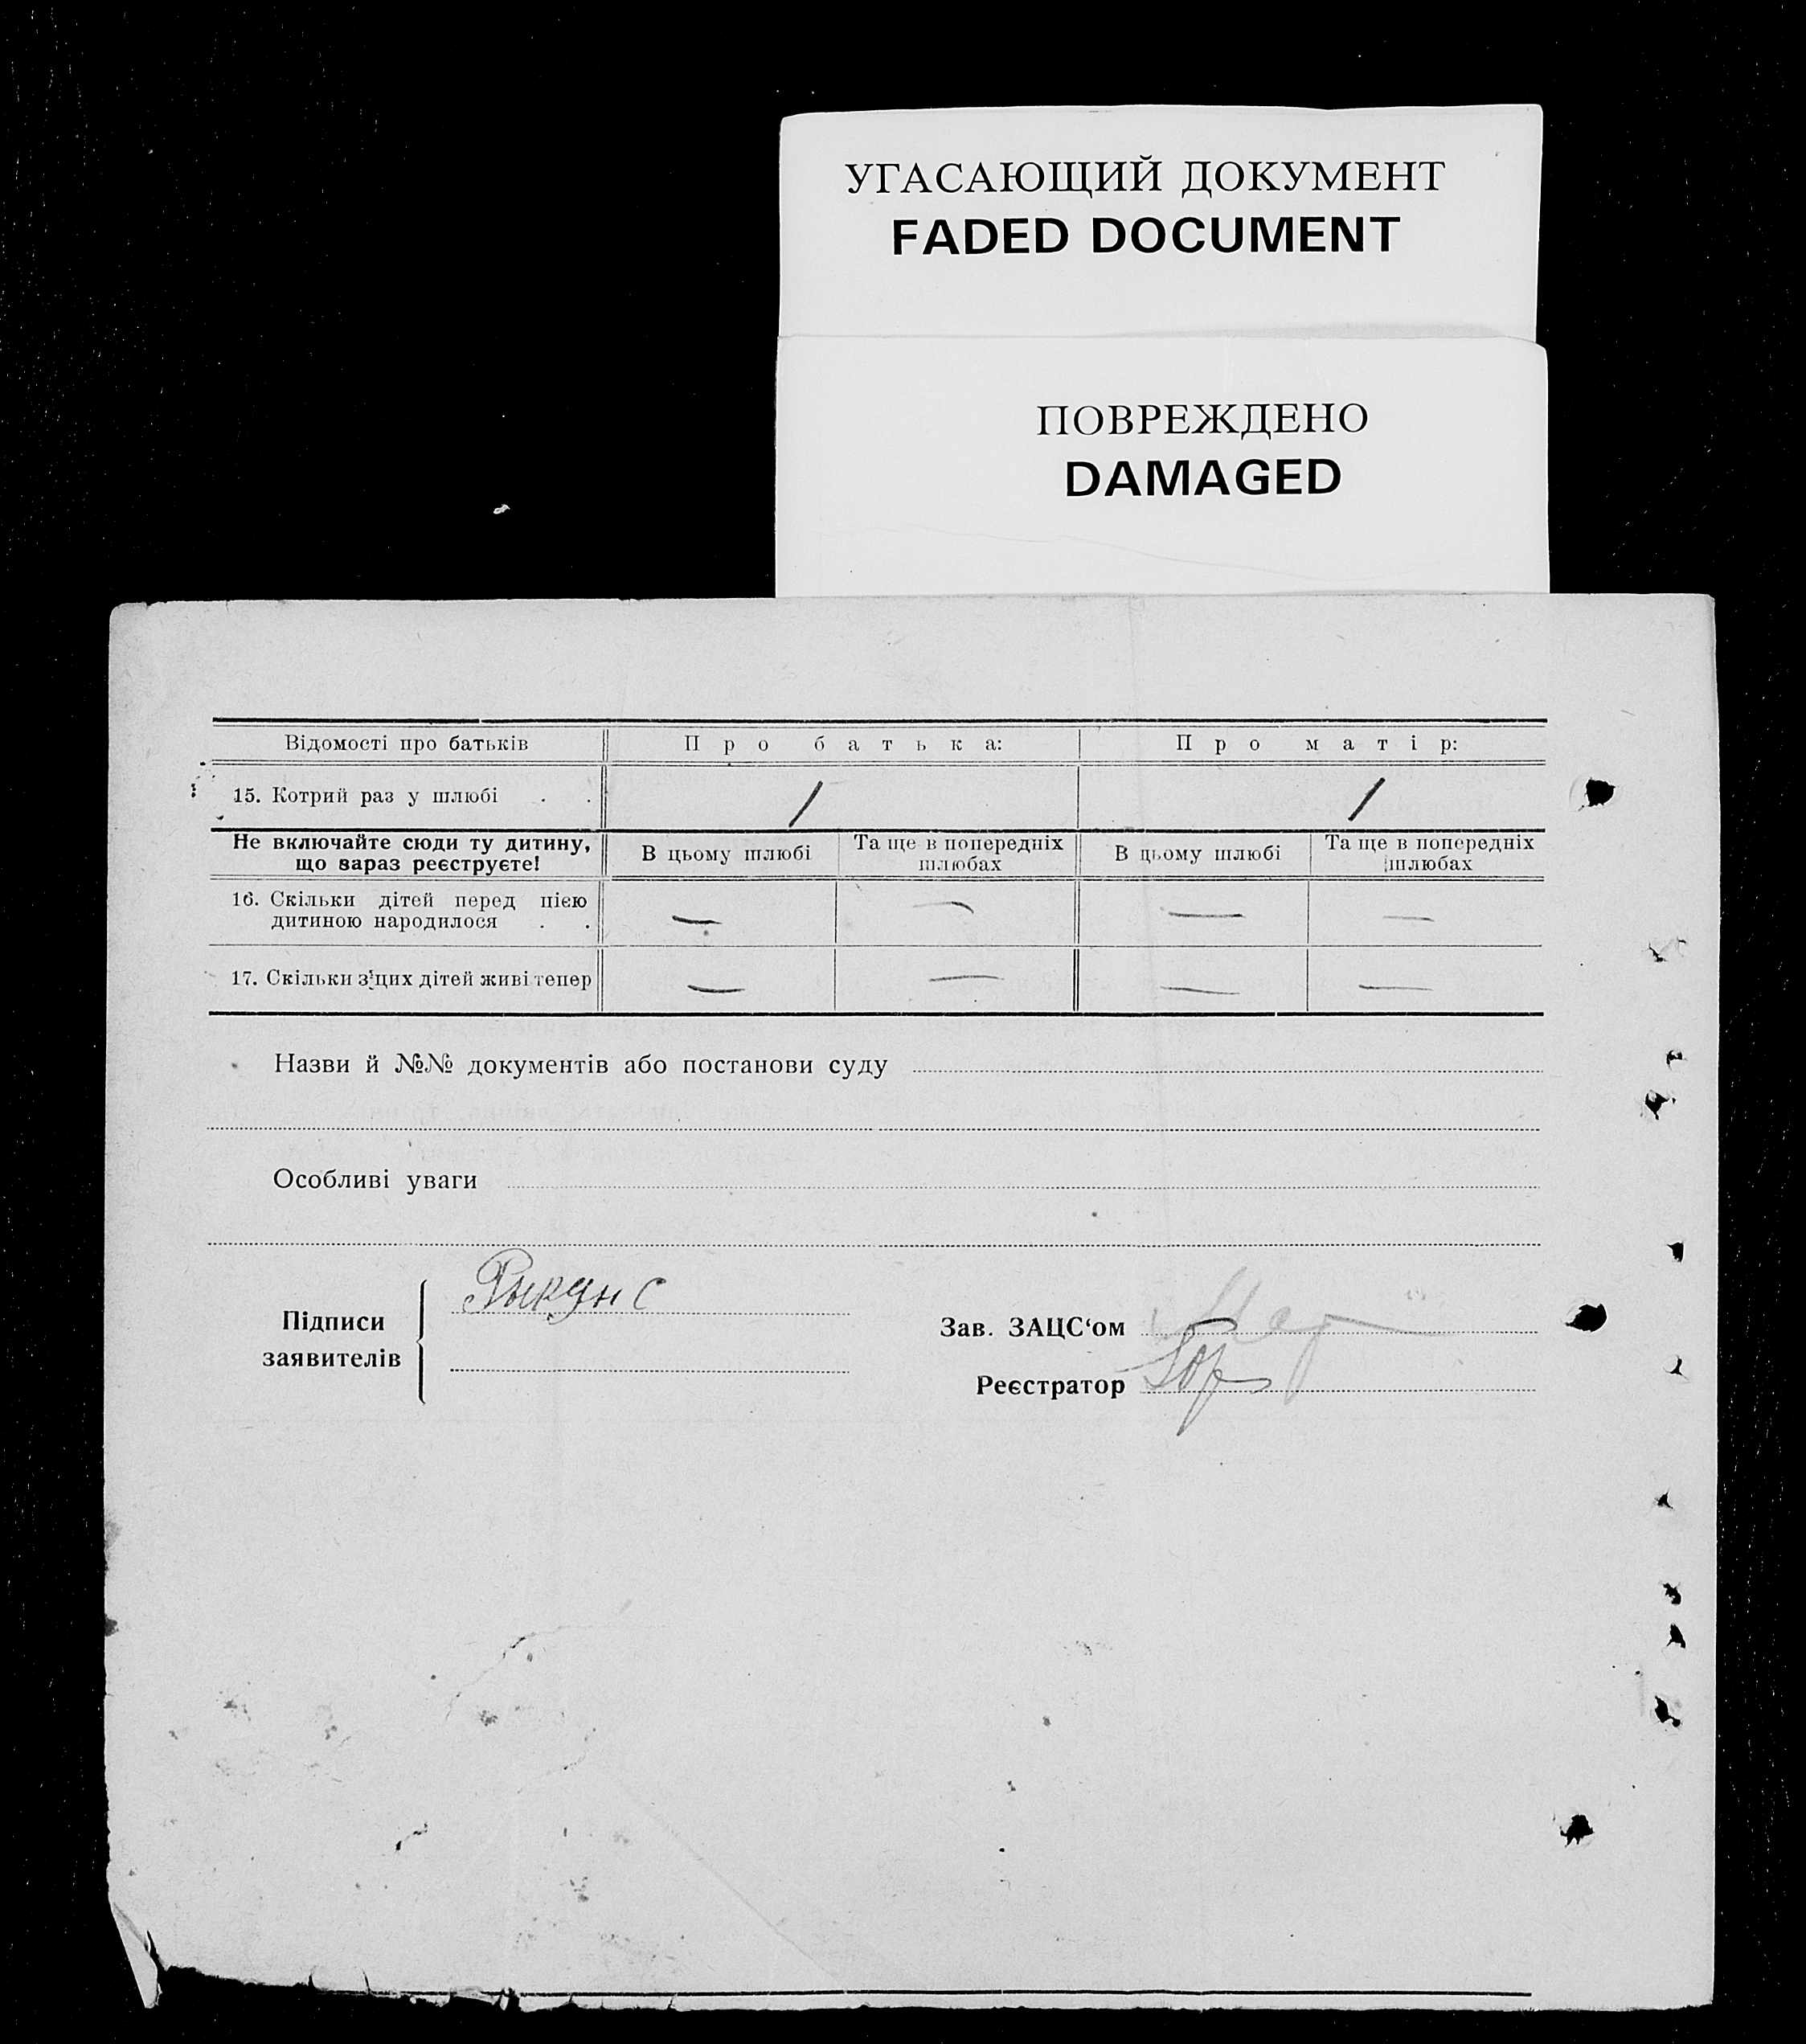 УГАСАЮЩИЙ ДОКУМЕНТ
FADED DOCUMENT
ПОВРЕЖДЕНО
DAMAGED
Відомості про батьків Про батька: Про матір:
15. Котрий раз у шлюбі . . / /
Не включайте сюди ту дитину, що зараз реєструєте! В цьому шлюбі Та ще в попередніх шлюбах В цьому шлюбі Та ще в попередніх шлюбах
16. Скільки дітей перед цією
дитиною народилося . . — — — —
17. Скільки з цих дітей живі тепер — — — —
Назви й №№ документів або постанови суду
Особливі уваги
Підписи
заявителів
Рыкун С
Зав. ЗАЦС‘ом
Реєстратор